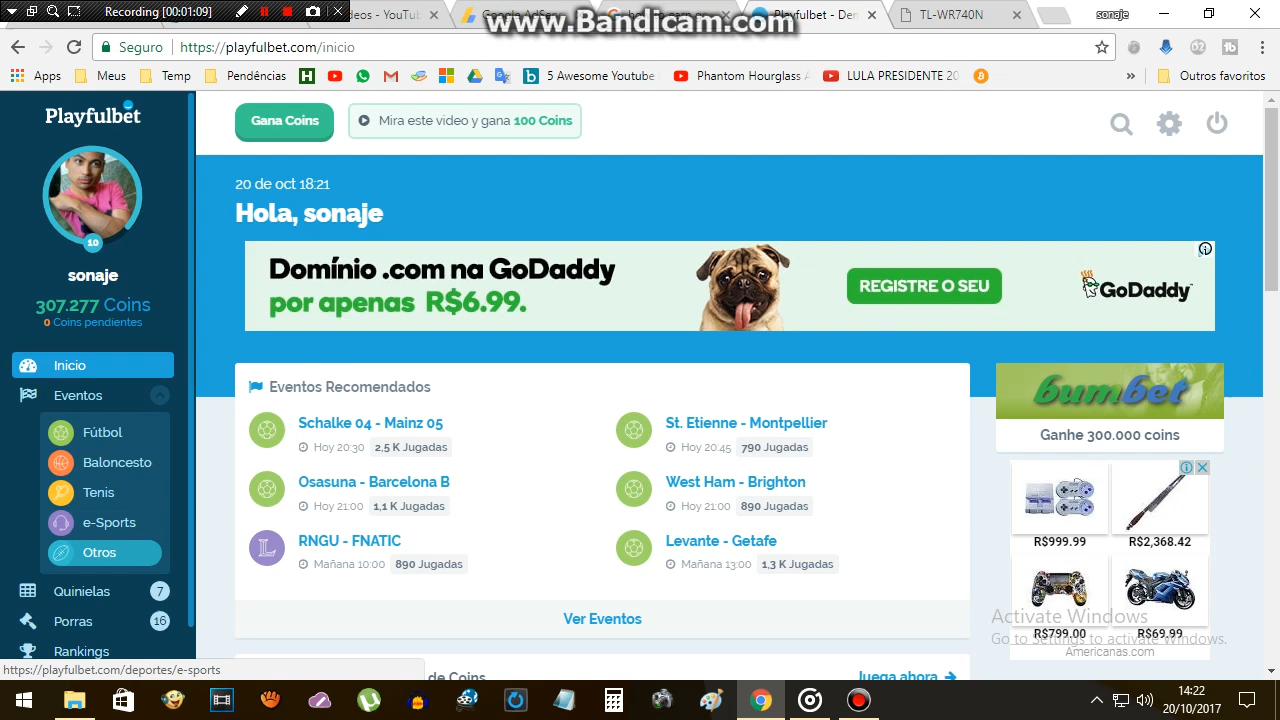 Recording [00:01:09]
www.Bandicam.com
deos - YouTub
Google AdSen
Playfulbet - Der
TL-WR740N
sonaje
Seguro
https://playfulbet.com/inicio
Apps
Meus
Temp
Pendências
H
5 Awesome Youtube
Phantom Hourglass
LULA PRESIDENTE 20
»
Outros favoritos
Playfulbet
10
sonaje
307.277 Coins
0 Coins pendientes
Inicio
Eventos
Fútbol
Baloncesto
Tenis
e-Sports
Otros
Quinielas 7
Porras 16
Rankings
Gana Coins
Mira este video y gana 100 Coins
20 de oct 18:21
Hola, sonaje
Domínio .com na GoDaddy
por apenas R$6.99.
REGISTRE O SEU
GoDaddy
Eventos Recomendados
Schalke 04 - Mainz 05
Hoy 20:30 2,5 K Jugadas
St. Etienne - Montpellier
Hoy 20:45 790 Jugadas
Osasuna - Barcelona B
Hoy 21:00 1,1 K Jugadas
West Ham - Brighton
Hoy 21:00 890 Jugadas
RNGU - FNATIC
Mañana 10:00 890 Jugadas
Levante - Getafe
Mañana 13:00 1,3 K Jugadas
Ver Eventos
de Coins
Juega ahora
bumbet
Ganhe 300.000 coins
R$999.99
R$2,368.42
R$799.00
R$69.99
Americanas.com
Activate Windows
Go to Settings to activate Windows.
https://playfulbet.com/deportes/e-sports
14:22
20/10/2017